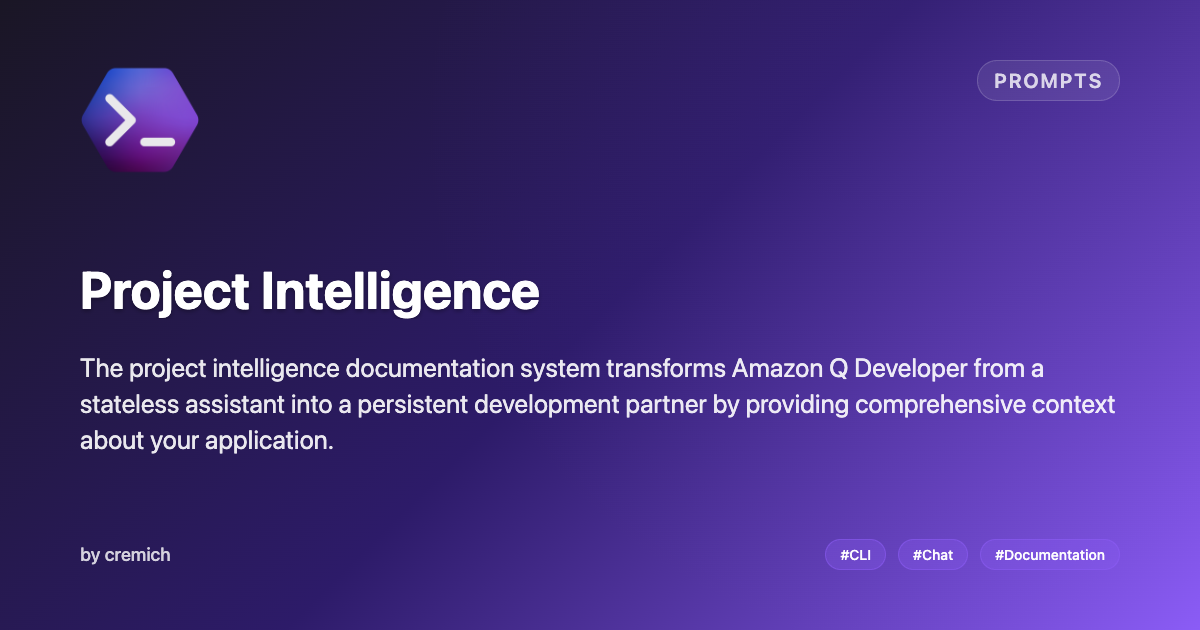 PROMPTS
Project Intelligence
The project intelligence documentation system transforms Amazon Q Developer from a
stateless assistant into a persistent development partner by providing comprehensive context
about your application.
by cremich
#CLI
#Chat
#Documentation